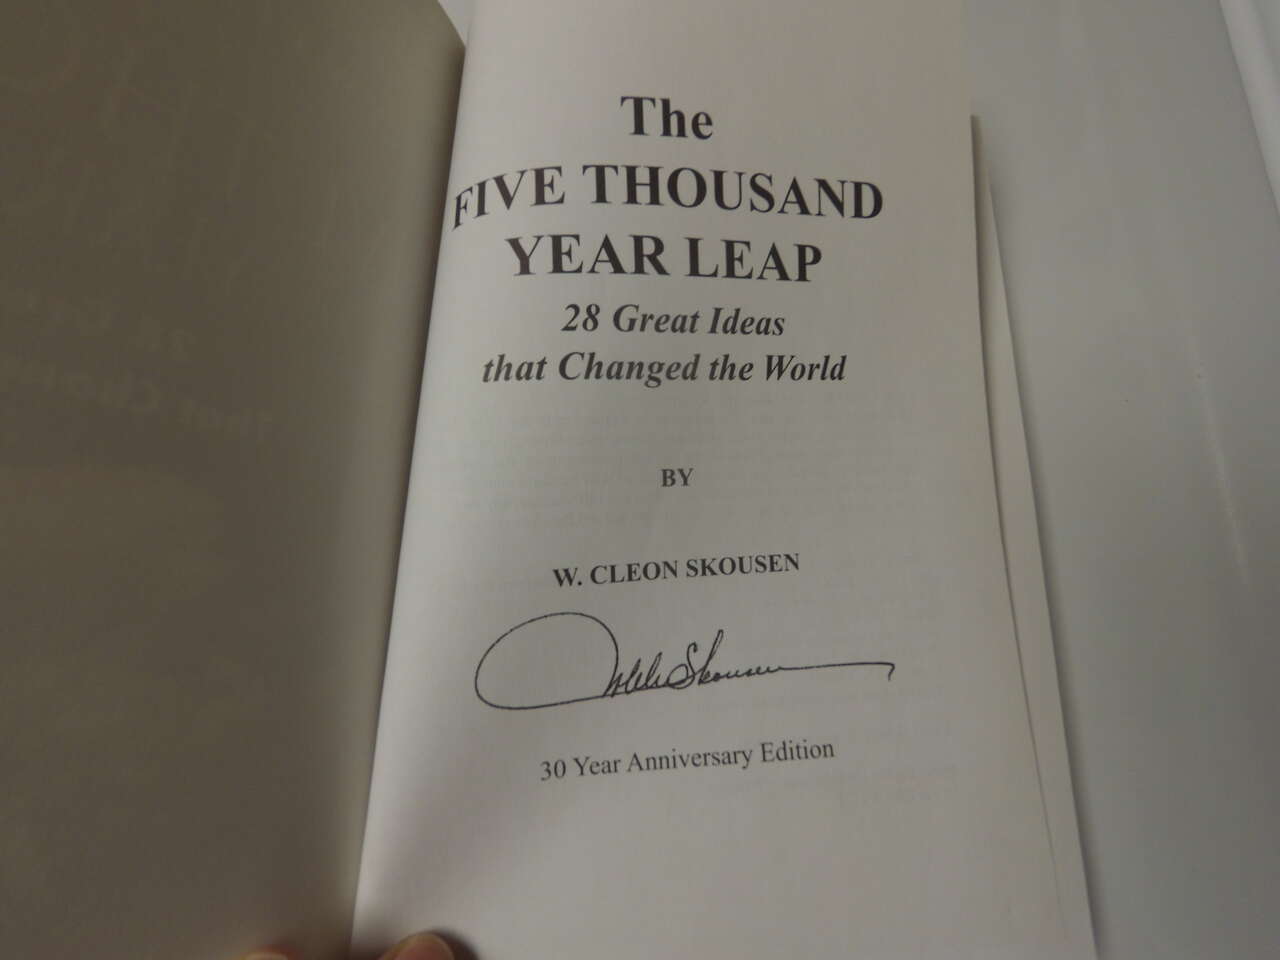 The
FIVE THOUSAND
YEAR LEAP
28 Great Ideas
that Changed the World
BY
W. CLEON SKOUSEN
Skousen
30 Year Anniversary Edition